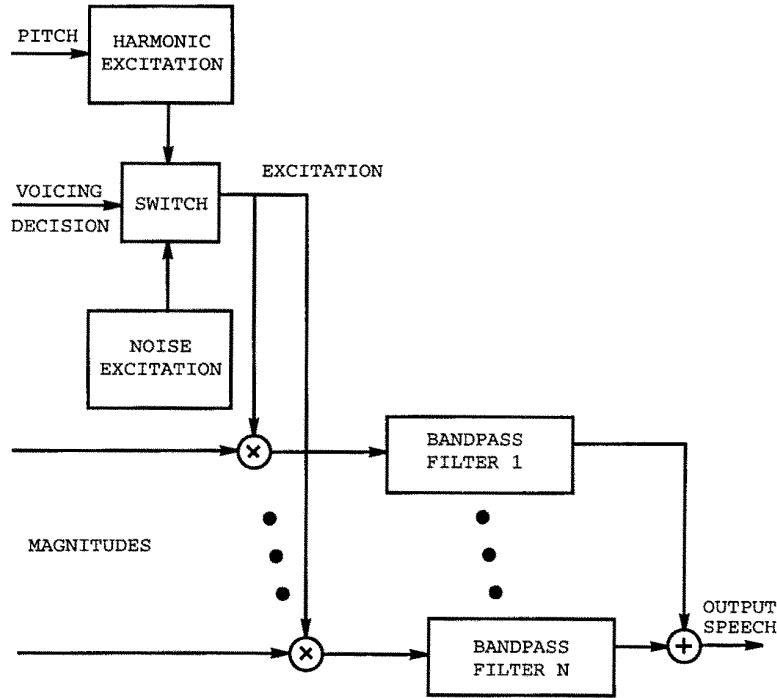 PITCH
HARMONIC
EXCITATION
EXCITATION
VOICING
DECISION
SWITCH
NOISE
EXCITATION
×
BANDPASS
FILTER 1
MAGNITUDES
OUTPUT
SPEECH
×
BANDPASS
FILTER N
+